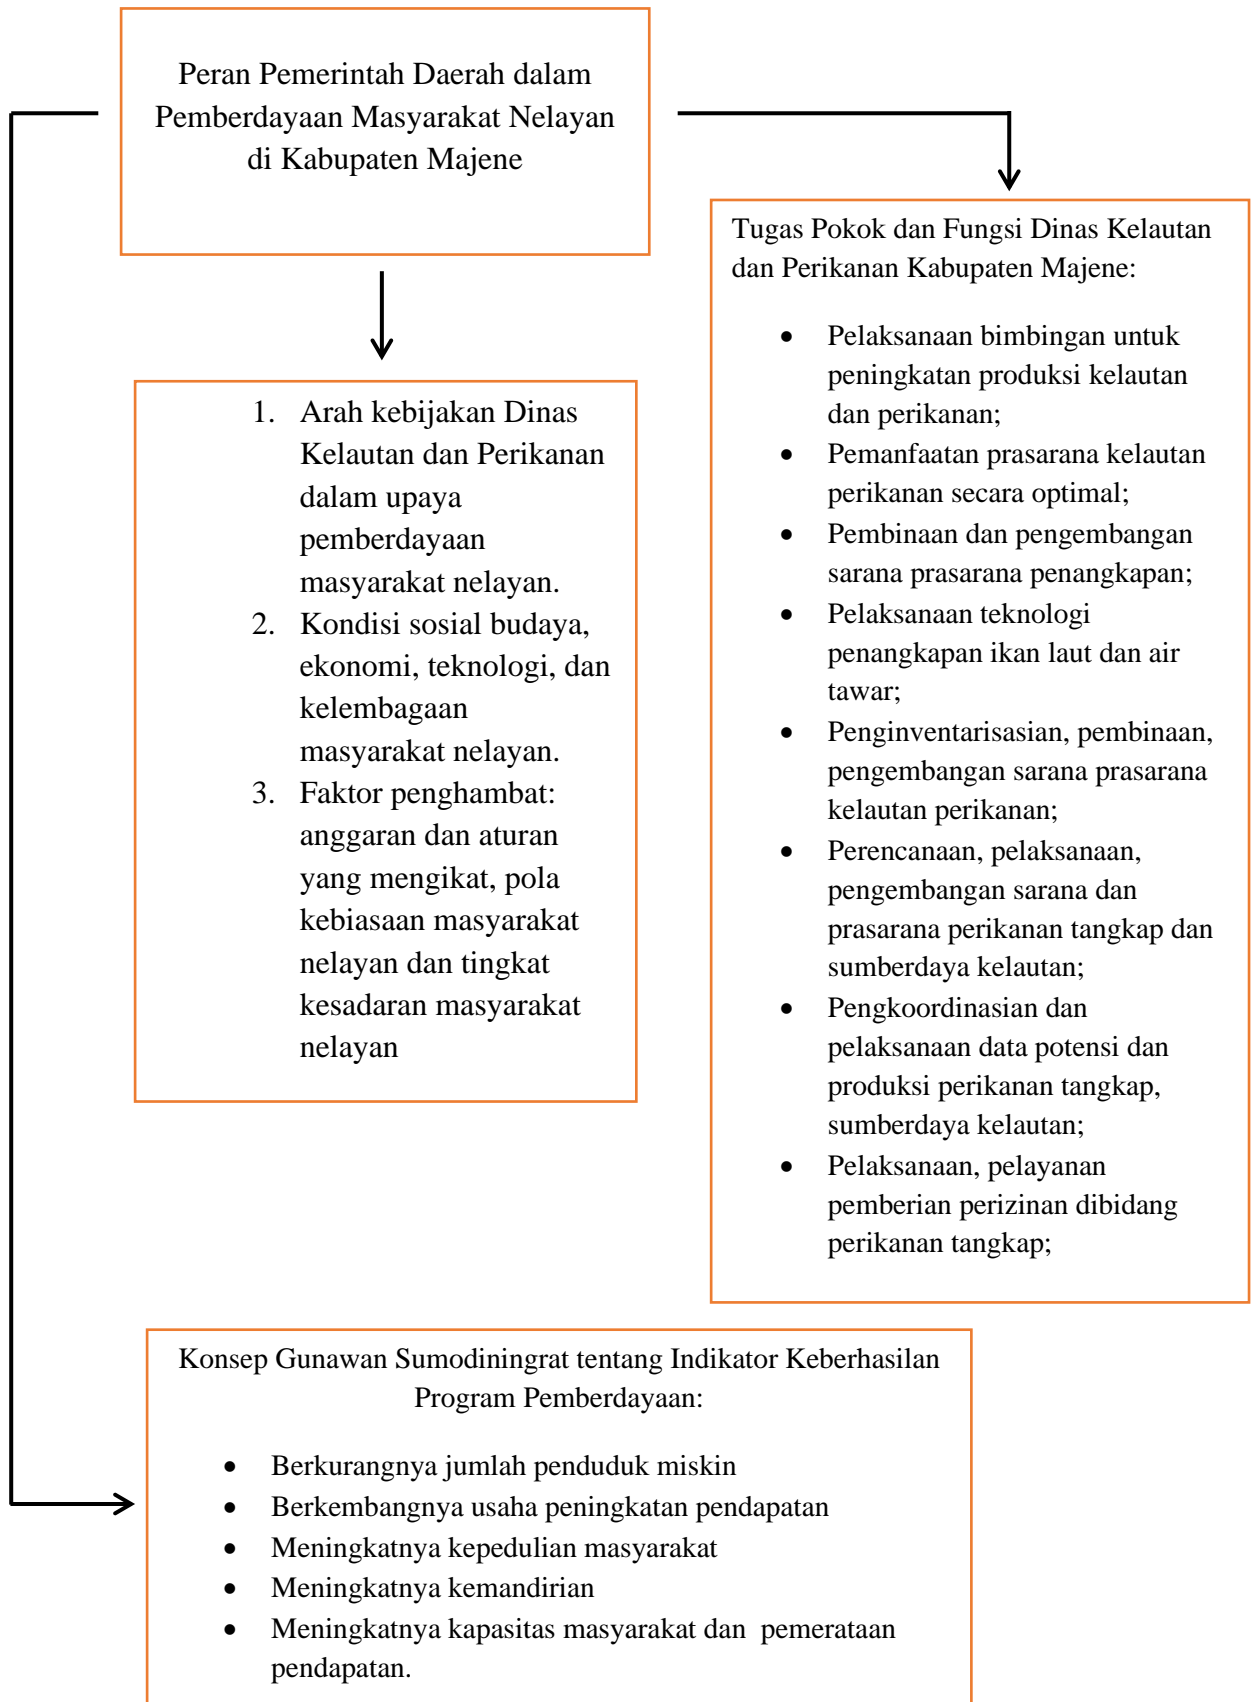 Peran Pemerintah Daerah dalam
Pemberdayaan Masyarakat Nelayan
di Kabupaten Majene
Tugas Pokok dan Fungsi Dinas Kelautan
dan Perikanan Kabupaten Majene:
• Pelaksanaan bimbingan untuk
peningkatan produksi kelautan
dan perikanan;
• Pemanfaatan prasarana kelautan
perikanan secara optimal;
• Pembinaan dan pengembangan
sarana prasarana penangkapan;
• Pelaksanaan teknologi
penangkapan ikan laut dan air
tawar;
• Penginventarisasian, pembinaan,
pengembangan sarana prasarana
kelautan perikanan;
• Perencanaan, pelaksanaan,
pengembangan sarana dan
prasarana perikanan tangkap dan
sumberdaya kelautan;
• Pengkoordinasian dan
pelaksanaan data potensi dan
produksi perikanan tangkap,
sumberdaya kelautan;
• Pelaksanaan, pelayanan
pemberian perizinan dibidang
perikanan tangkap;
1. Arah kebijakan Dinas
Kelautan dan Perikanan
dalam upaya
pemberdayaan
masyarakat nelayan.
2. Kondisi sosial budaya,
ekonomi, teknologi, dan
kelembagaan
masyarakat nelayan.
3. Faktor penghambat:
anggaran dan aturan
yang mengikat, pola
kebiasaan masyarakat
nelayan dan tingkat
kesadaran masyarakat
nelayan
Konsep Gunawan Sumodiningrat tentang Indikator Keberhasilan
Program Pemberdayaan:
• Berkurangnya jumlah penduduk miskin
• Berkembangnya usaha peningkatan pendapatan
• Meningkatnya kepedulian masyarakat
• Meningkatnya kemandirian
• Meningkatnya kapasitas masyarakat dan  pemerataan
pendapatan.